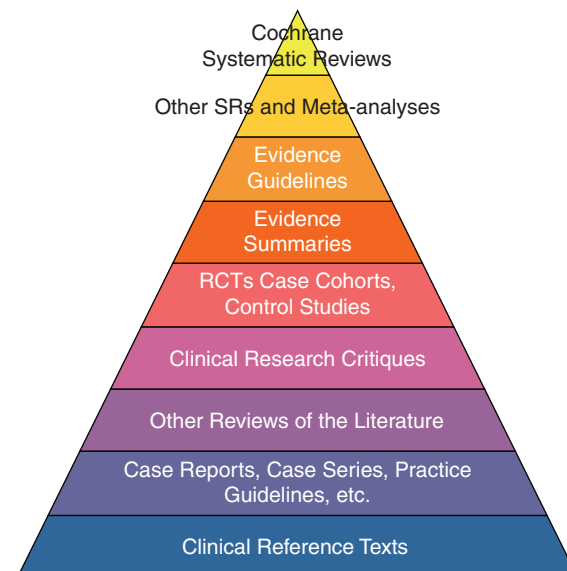 Cochrane
Systematic Reviews
Other SRs and Meta-analyses
Evidence
Guidelines
Evidence
Summaries
RCTs Case Cohorts,
Control Studies
Clinical Research Critiques
Other Reviews of the Literature
Case Reports, Case Series, Practice
Guidelines, etc.
Clinical Reference Texts